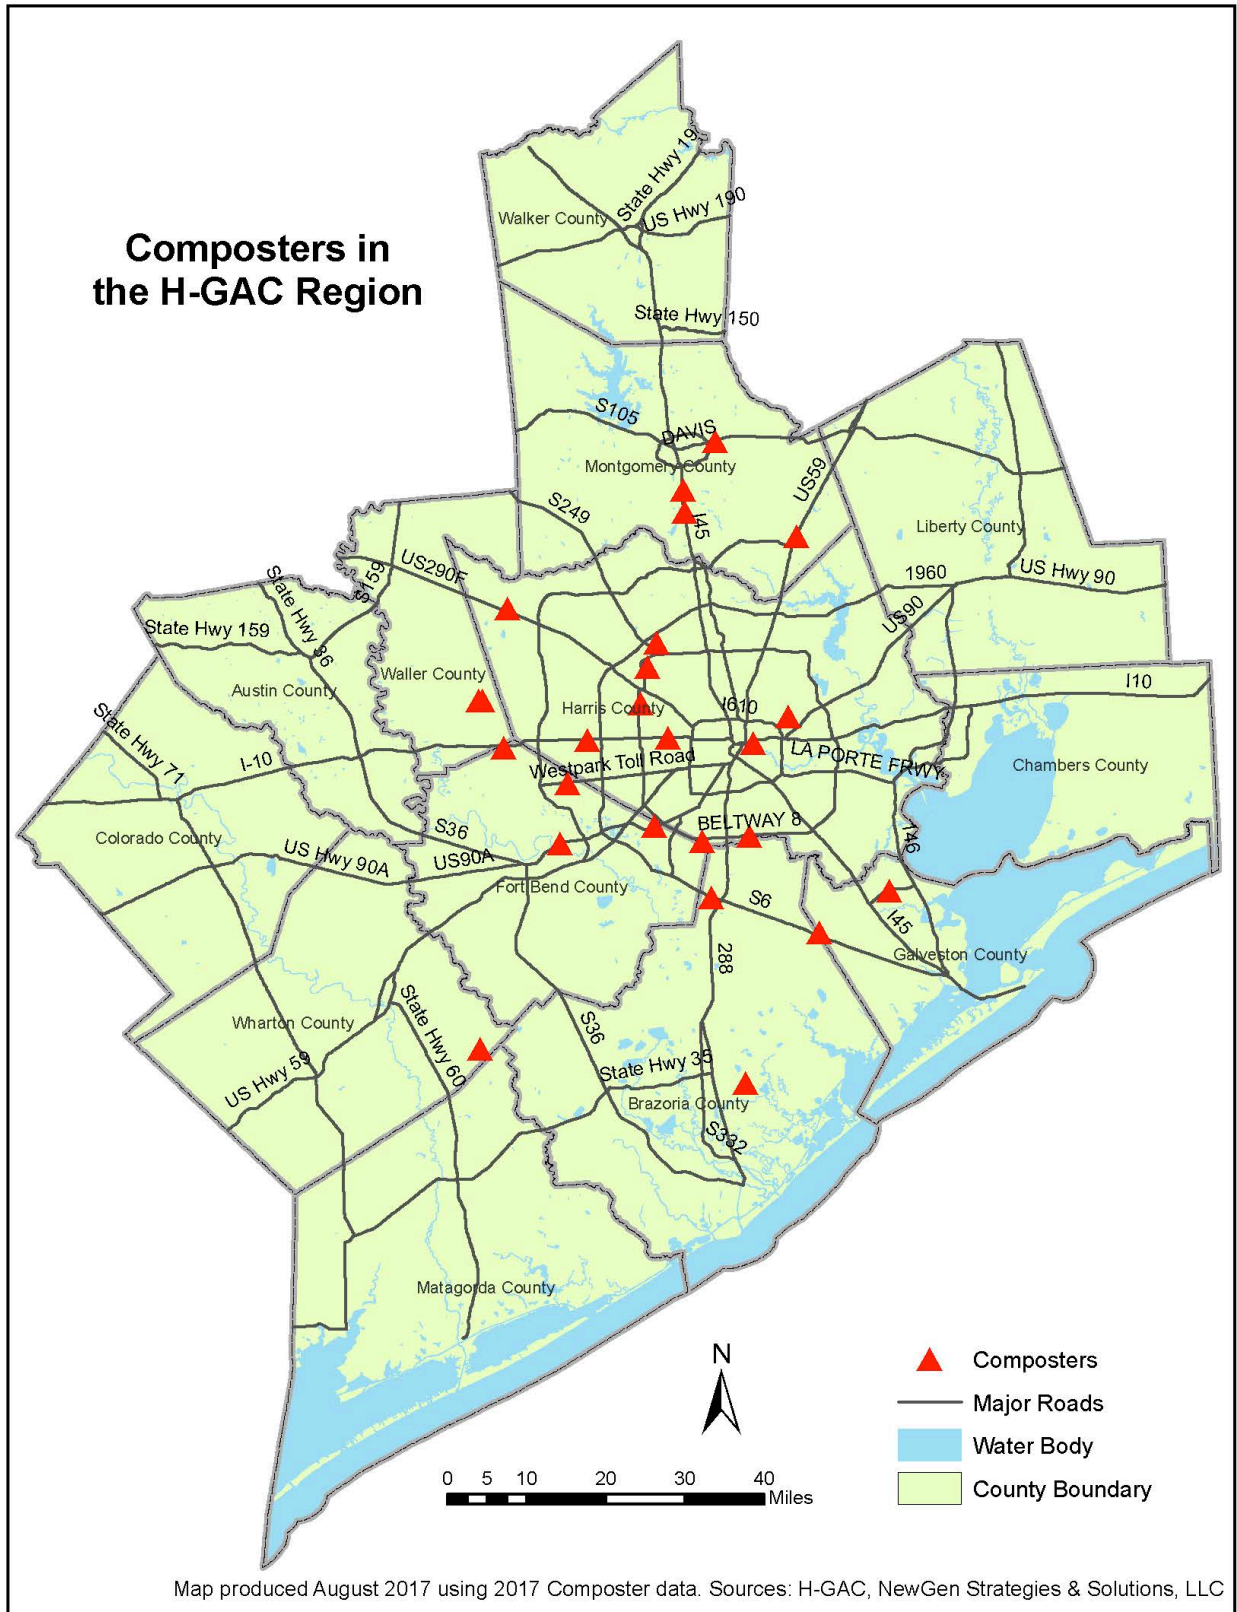 Composters in
the H-GAC Region
State Hwy 19
Walker County
US Hwy 190
State Hwy 150
S105
DAVIS
Montgomery County
US59
S249
I45
Liberty County
US290F
S159
State Hwy 36
1960
US Hwy 90
US90
State Hwy 159
Waller County
Austin County
Harris County
I610
I10
State Hwy 71
I-10
Westpark Toll Road
LA PORTE FRWY
Chambers County
Colorado County
S36
BELTWAY 8
146
US Hwy 90A
US90A
Fort Bend County
S6
I45
288
Galveston County
Wharton County
State Hwy 60
S36
US Hwy 59
State Hwy 35
Brazoria County
S332
Matagorda County
N
Composters
Major Roads
Water Body
County Boundary
0 5 10 20 30 40
Miles
Map produced August 2017 using 2017 Composter data. Sources: H-GAC, NewGen Strategies & Solutions, LLC